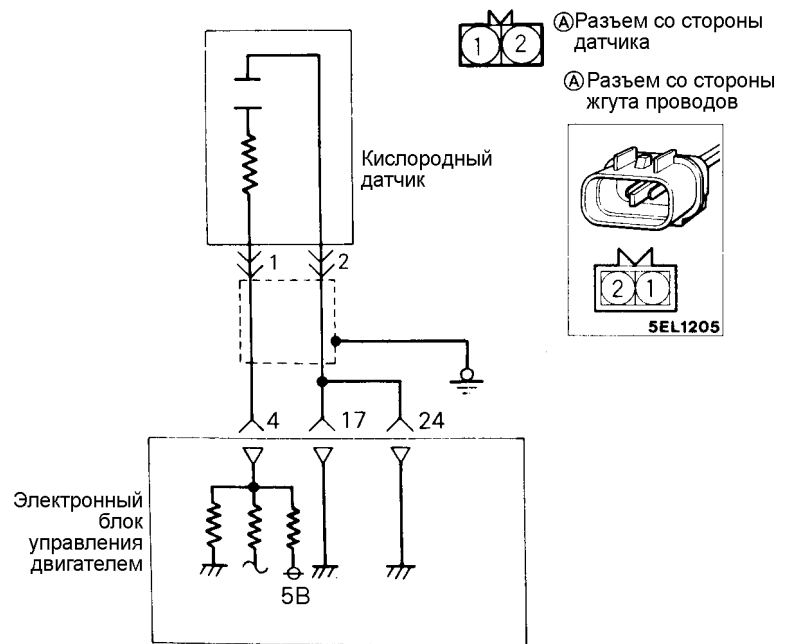 1 2
Ⓐ Разъем со стороны
датчика
Ⓐ Разъем со стороны
жгута проводов
2 1
5EL1205
Кислородный
датчик
1 2
4 17 24
Электронный
блок
управления
двигателем
5В